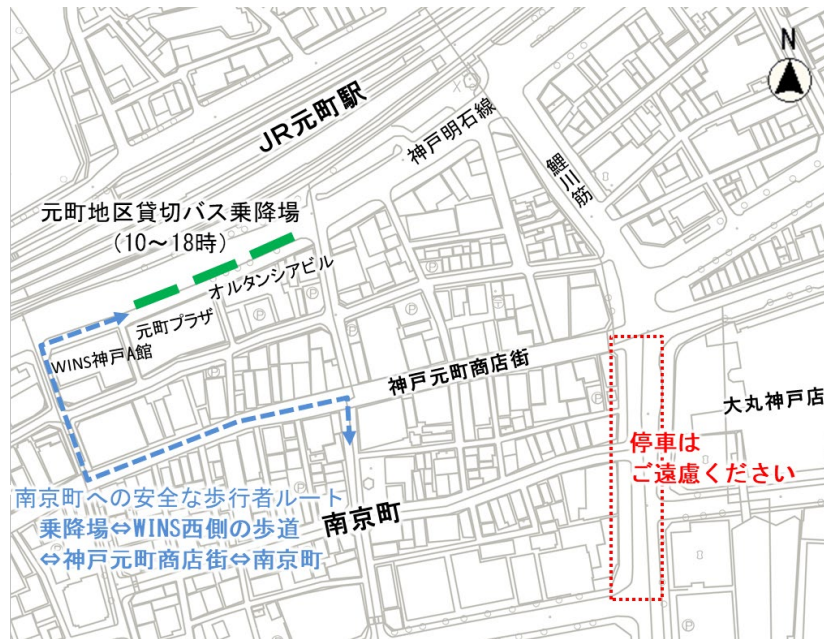 N
JR元町駅
神戸明石線
鯉川筋
元町地区貸切バス乗降場
(10～18時)
オルタンシアビル
元町プラザ
WINS神戸A館
神戸元町商店街
大丸神戸店
停車は
ご遠慮ください
南京町への安全な歩行者ルート
乗降場⇔WINS西側の歩道
⇔神戸元町商店街⇔南京町
南京町
P
P
P
P
P